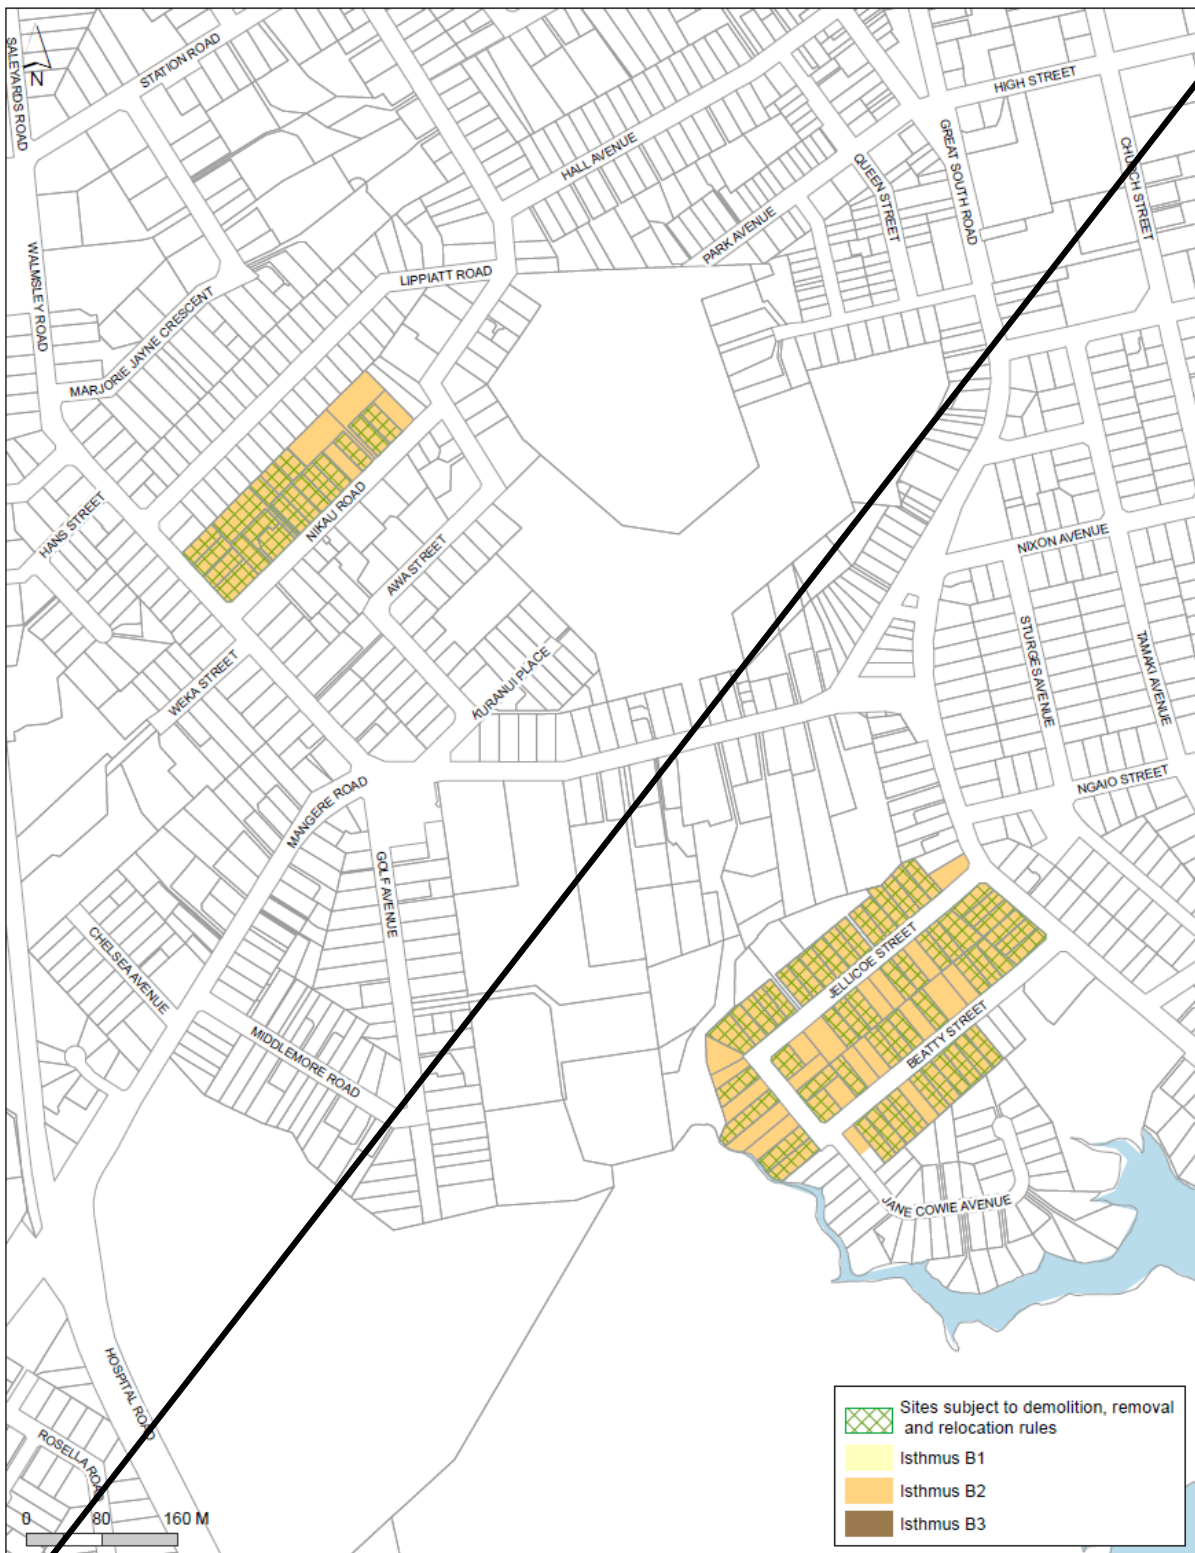 SALEYARDS ROAD
N
STATION ROAD
HIGH STREET
HALL AVENUE
GREAT SOUTH ROAD
CHURCH STREET
QUEEN STREET
PARK AVENUE
WALMSLEY ROAD
LIPPIATT ROAD
MARJORIE JAYNE CRESCENT
HANS STREET
NIKAU ROAD
AWA STREET
NIXON AVENUE
STURGES AVENUE
TAMAKI AVENUE
WEKA STREET
KURANUI PLACE
NGAIO STREET
MANGERE ROAD
GOLF AVENUE
CHELSEA AVENUE
JELLICOE STREET
BEATTY STREET
MIDDLEMORE ROAD
JANE COWIE AVENUE
HOSPITAL ROAD
ROSELLA ROAD
0 80 160 M
Sites subject to demolition, removal
and relocation rules
Isthmus B1
Isthmus B2
Isthmus B3